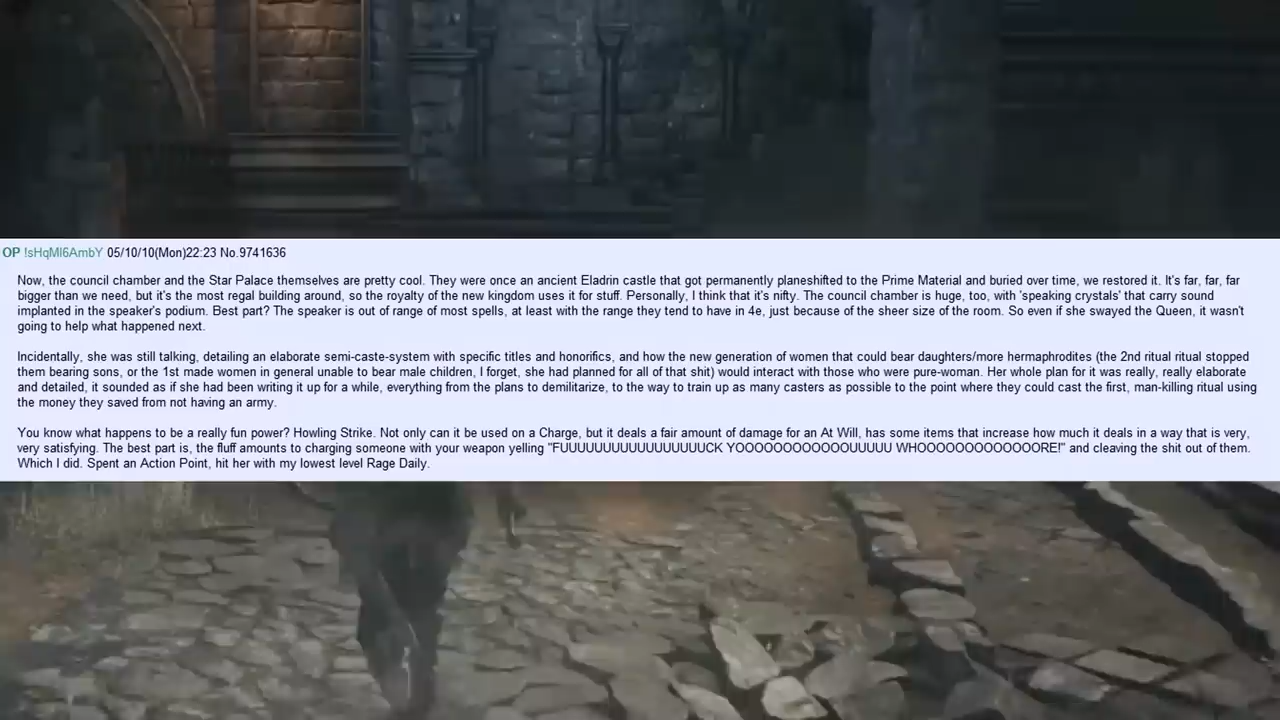 OP !sHqMl6AmbY 05/10/10(Mon)22:23 No.9741636
Now, the council chamber and the Star Palace themselves are pretty cool. They were once an ancient Eladrin castle that got permanently planeshifted to the Prime Material and buried over time, we restored it. It's far, far, far
bigger than we need, but it's the most regal building around, so the royalty of the new kingdom uses it for stuff. Personally, I think that it's nifty. The council chamber is huge, too, with 'speaking crystals' that carry sound
implanted in the speaker's podium. Best part? The speaker is out of range of most spells, at least with the range they tend to have in 4e, just because of the sheer size of the room. So even if she swayed the Queen, it wasn't
going to help what happened next.
Incidentally, she was still talking, detailing an elaborate semi-caste-system with specific titles and honorifics, and how the new generation of women that could bear daughters/more hermaphrodites (the 2nd ritual ritual stopped
them bearing sons, or the 1st made women in general unable to bear male children, I forget, she had planned for all of that shit) would interact with those who were pure-woman. Her whole plan for it was really, really elaborate
and detailed, it sounded as if she had been writing it up for a while, everything from the plans to demilitarize, to the way to train up as many casters as possible to the point where they could cast the first, man-killing ritual using
the money they saved from not having an army.
You know what happens to be a really fun power? Howling Strike. Not only can it be used on a Charge, but it deals a fair amount of damage for an At Will, has some items that increase how much it deals in a way that is very,
very satisfying. The best part is, the fluff amounts to charging someone with your weapon yelling "FUUUUUUUUUUUUUUUUUCK YOOOOOOOOOOOOUUUUU WHOOOOOOOOOOOOORE!" and cleaving the shit out of them.
Which I did. Spent an Action Point, hit her with my lowest level Rage Daily.